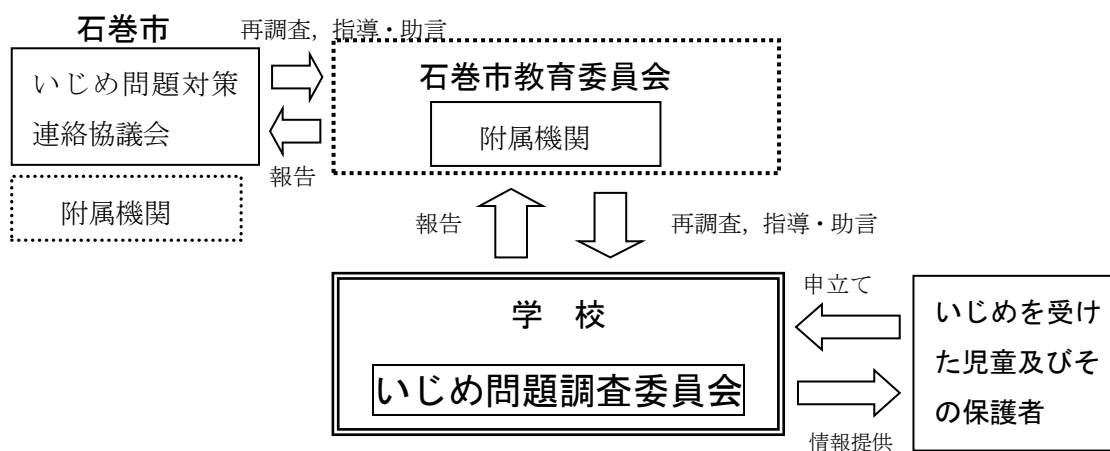 石巻市
再調査，指導・助言
いじめ問題対策
連絡協議会
石巻市教育委員会
附属機関
報告
附属機関
報告
再調査，指導・助言
学　校
いじめ問題調査委員会
申立て
いじめを受け
た児童及びそ
の保護者
情報提供